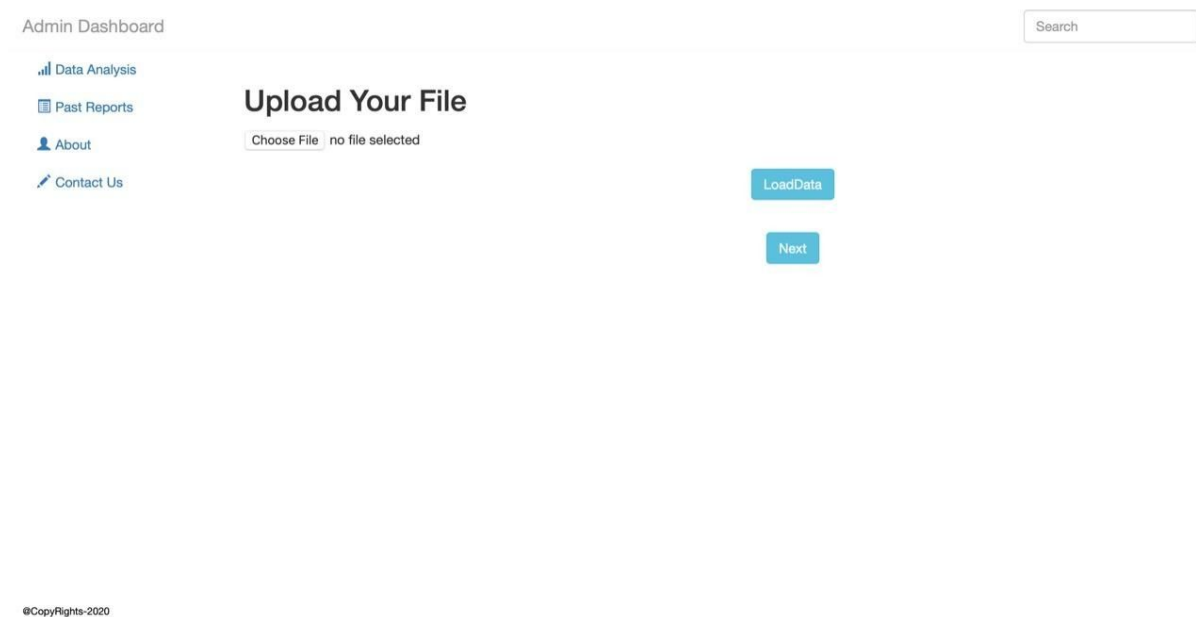 Admin Dashboard
Search
Data Analysis
Past Reports
About
Contact Us
Upload Your File
Choose File no file selected
LoadData
Next
@CopyRights-2020